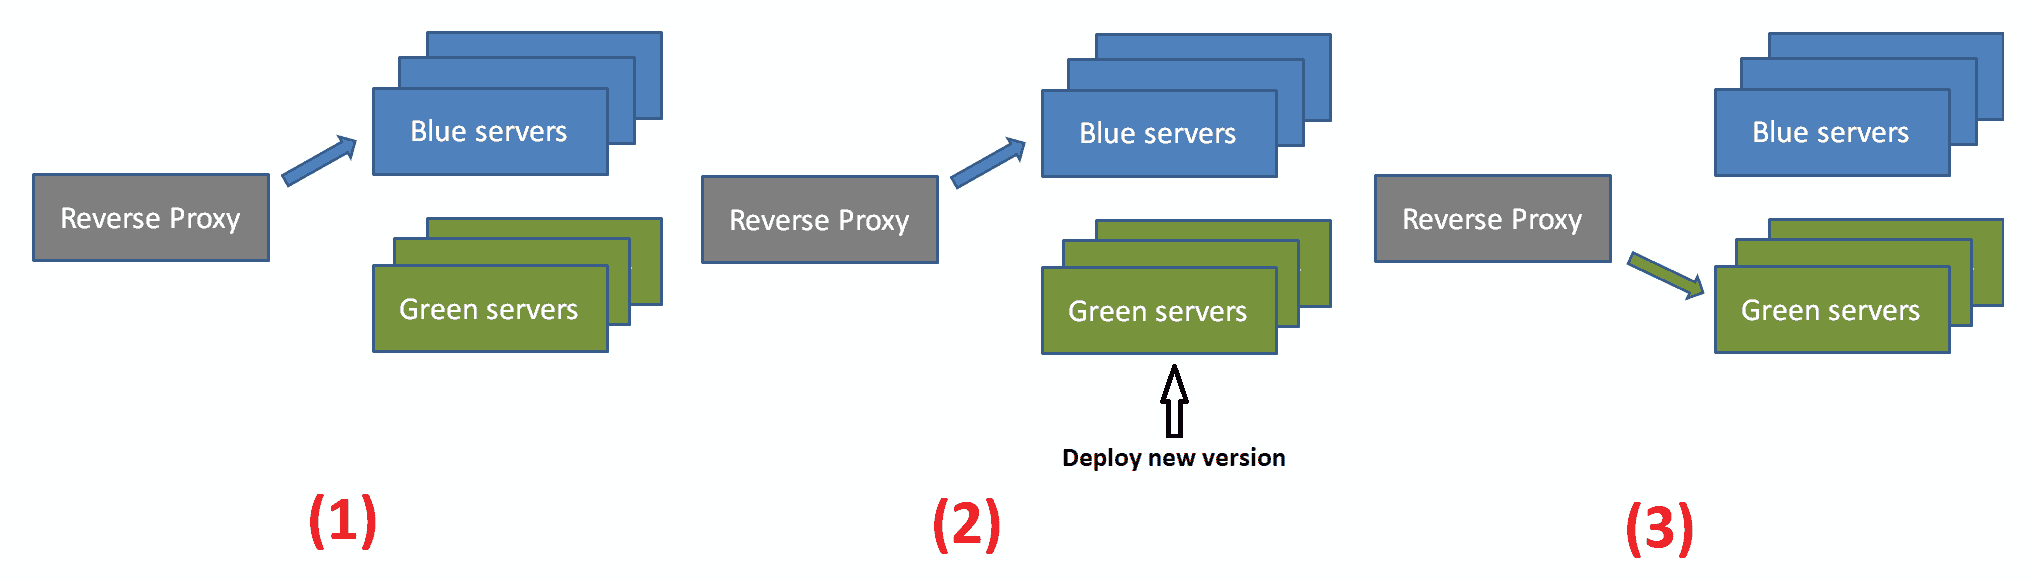 Blue servers
Reverse Proxy
Green servers
(1)
Blue servers
Reverse Proxy
Green servers
Deploy new version
(2)
Blue servers
Reverse Proxy
Green servers
(3)